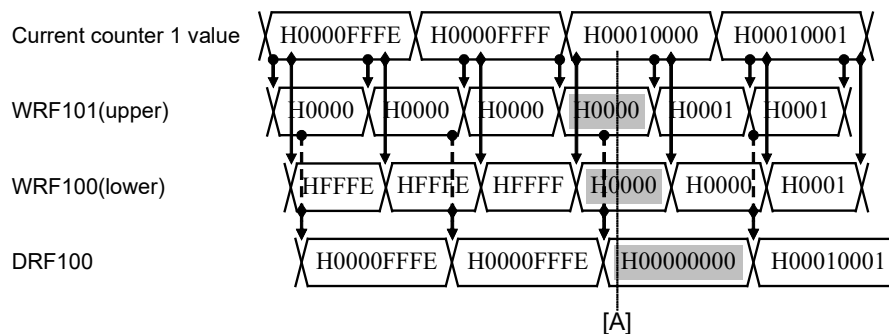 Current counter 1 value H0000FFFE H0000FFFF H00010000 H00010001
WRF101(upper) H0000 H0000 H0000 H0000 H0001 H0001
WRF100(lower) HFFFE HFFFE HFFFF H0000 H0000 H0001
DRF100 H0000FFFE H0000FFFE H00000000 H00010001
[A]